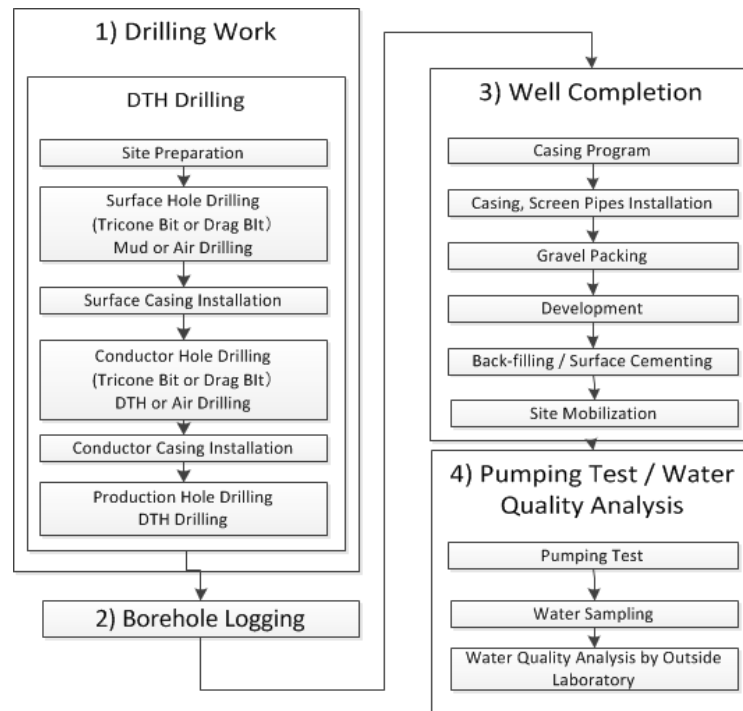 1) Drilling Work
DTH Drilling
Site Preparation
Surface Hole Drilling
(Tricone Bit or Drag BIt)
Mud or Air Drilling
Surface Casing Installation
Conductor Hole Drilling
(Tricone Bit or Drag BIt)
DTH or Air Drilling
Conductor Casing Installation
Production Hole Drilling
DTH Drilling
2) Borehole Logging
3) Well Completion
Casing Program
Casing, Screen Pipes Installation
Gravel Packing
Development
Back-filling / Surface Cementing
Site Mobilization
4) Pumping Test / Water
Quality Analysis
Pumping Test
Water Sampling
Water Quality Analysis by Outside
Laboratory